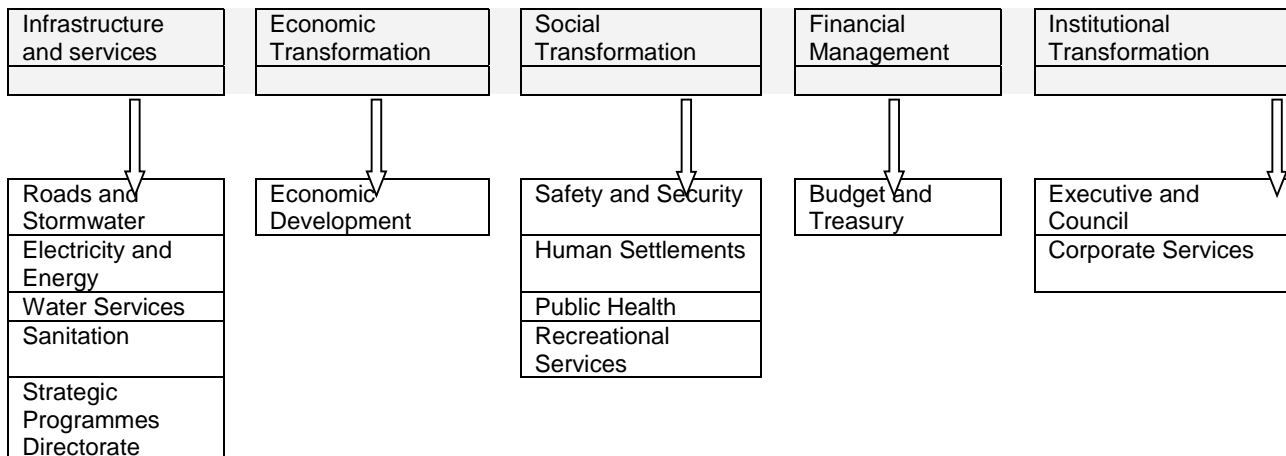 Infrastructure
and services
Economic
Transformation
Social
Transformation
Financial
Management
Institutional
Transformation
Roads and
Stormwater
Electricity and
Energy
Water Services
Sanitation
Strategic
Programmes
Directorate
Economic
Development
Safety and Security
Human Settlements
Public Health
Recreational
Services
Budget and
Treasury
Executive and
Council
Corporate Services